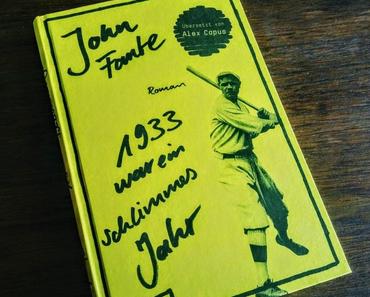 John
Fante
Übersetzt von
Alex Capus
Roman
1933
war ein
schlimmes
Jahr